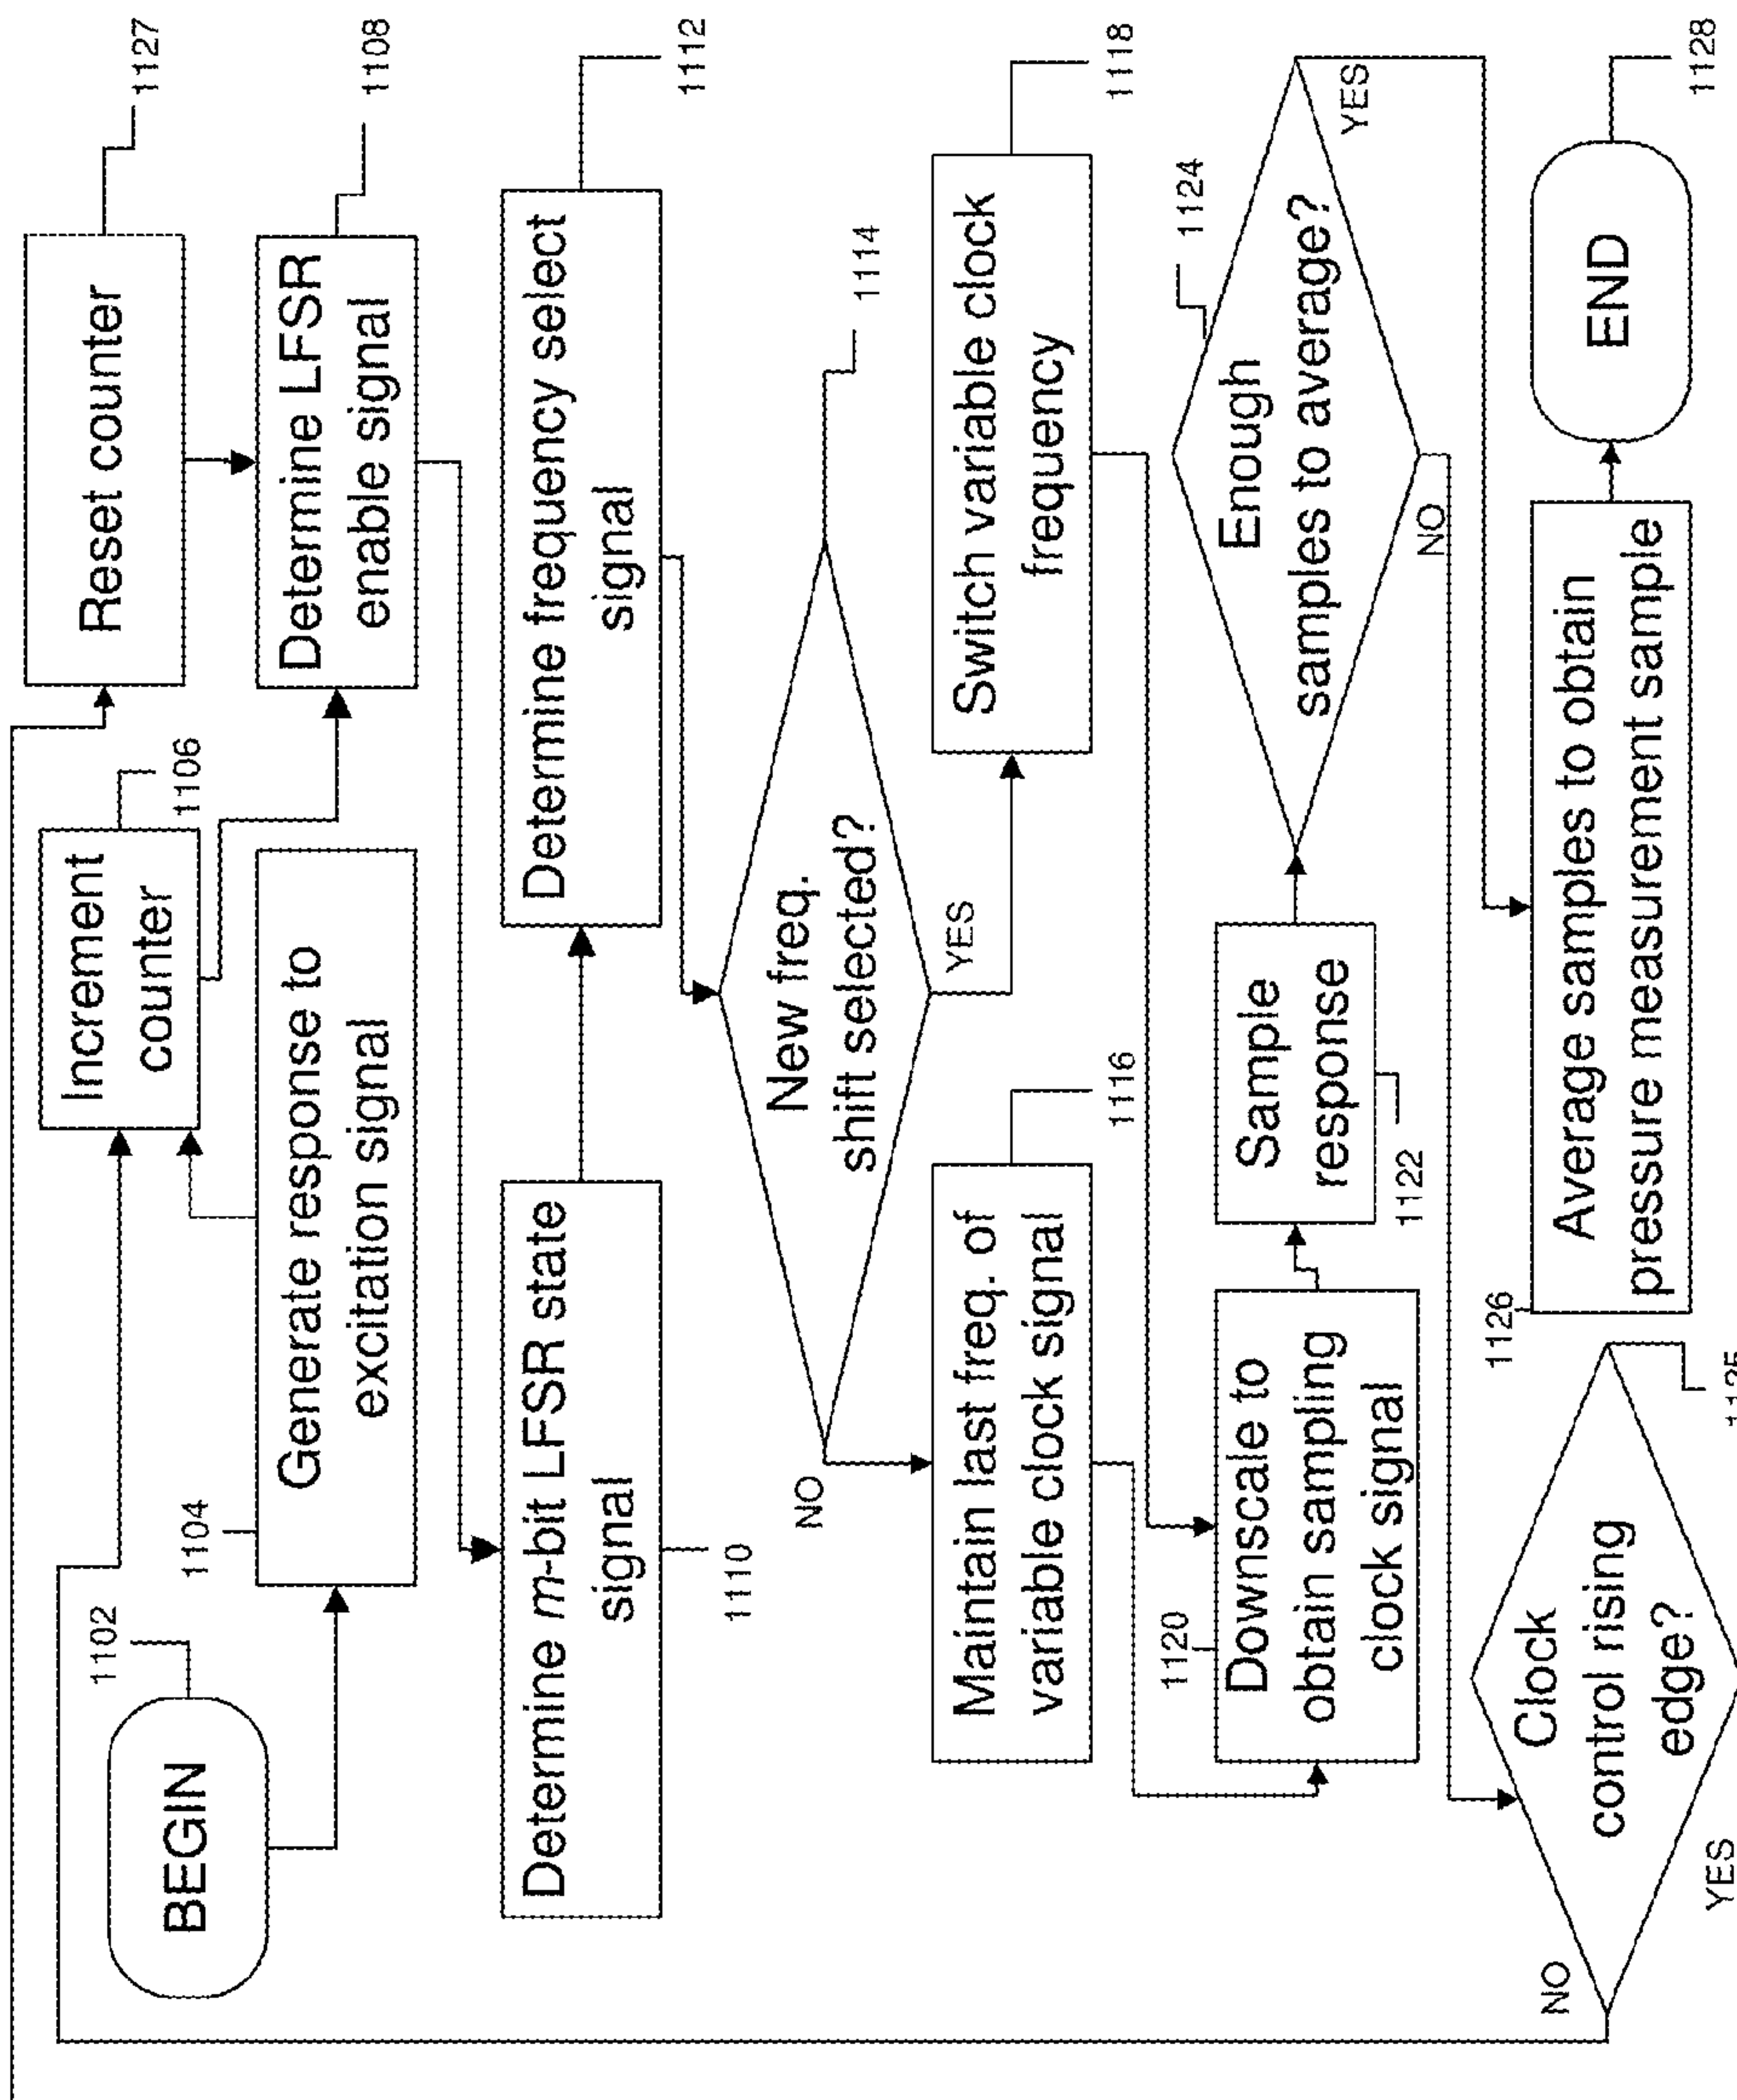 BEGIN
1102
1104
Generate response to
excitation signal
Increment
counter
1106
Reset counter
1127
Determine LFSR
enable signal
1108
Determine m-bit LFSR state
signal
1110
Determine frequency select
signal
1112
New freq.
shift selected?
1114
NO
YES
Maintain last freq. of
variable clock signal
1116
Switch variable clock
frequency
1118
1120
Downscale to
obtain sampling
clock signal
Sample
response
1122
Enough
samples to average?
1124
YES
NO
Clock
control rising
edge?
NO
YES
1126
Average samples to obtain
pressure measurement sample
END
1128